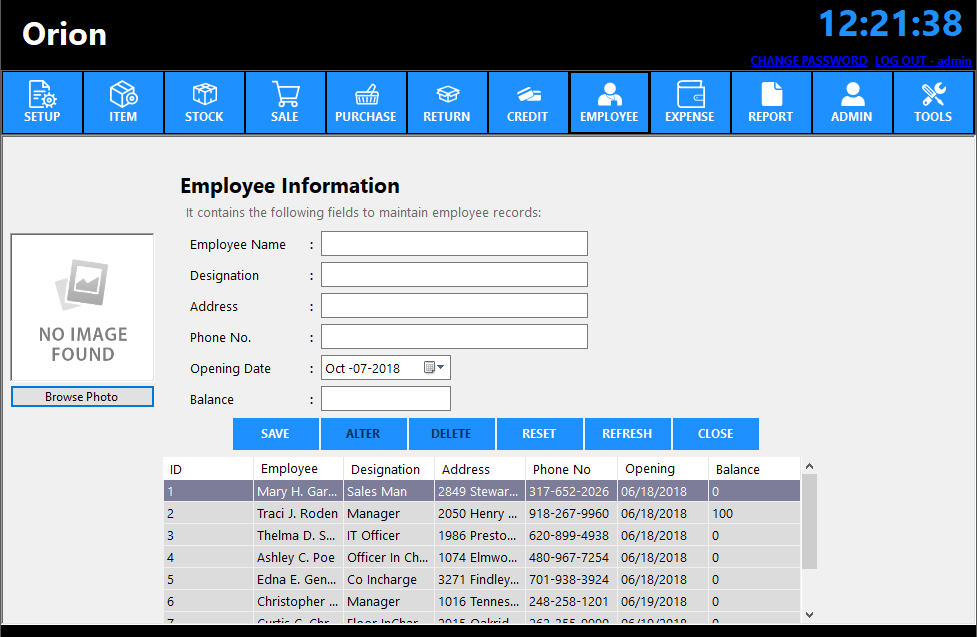 Orion
12:21:38
CHANGE PASSWORD LOG OUT - admin
SETUP ITEM STOCK SALE PURCHASE RETURN CREDIT EMPLOYEE EXPENSE REPORT ADMIN TOOLS
Employee Information
It contains the following fields to maintain employee records:
Employee Name :
Designation :
Address :
Phone No. :
Opening Date : Oct -07-2018
Balance :
NO IMAGE
FOUND
Browse Photo
SAVE ALTER DELETE RESET REFRESH CLOSE
ID Employee Designation Address Phone No Opening Balance
1 Mary H. Gar... Sales Man 2849 Stewar... 317-652-2026 06/18/2018 0
2 Traci J. Roden Manager 2050 Henry ... 918-267-9960 06/18/2018 100
3 Thelma D. S... IT Officer 1986 Presto... 620-899-4938 06/18/2018 0
4 Ashley C. Poe Officer In Ch... 1074 Elmwo... 480-967-7254 06/18/2018 0
5 Edna E. Gen... Co Incharge 3271 Findley... 701-938-3924 06/18/2018 0
6 Christopher ... Manager 1016 Tennes... 248-258-1201 06/19/2018 0